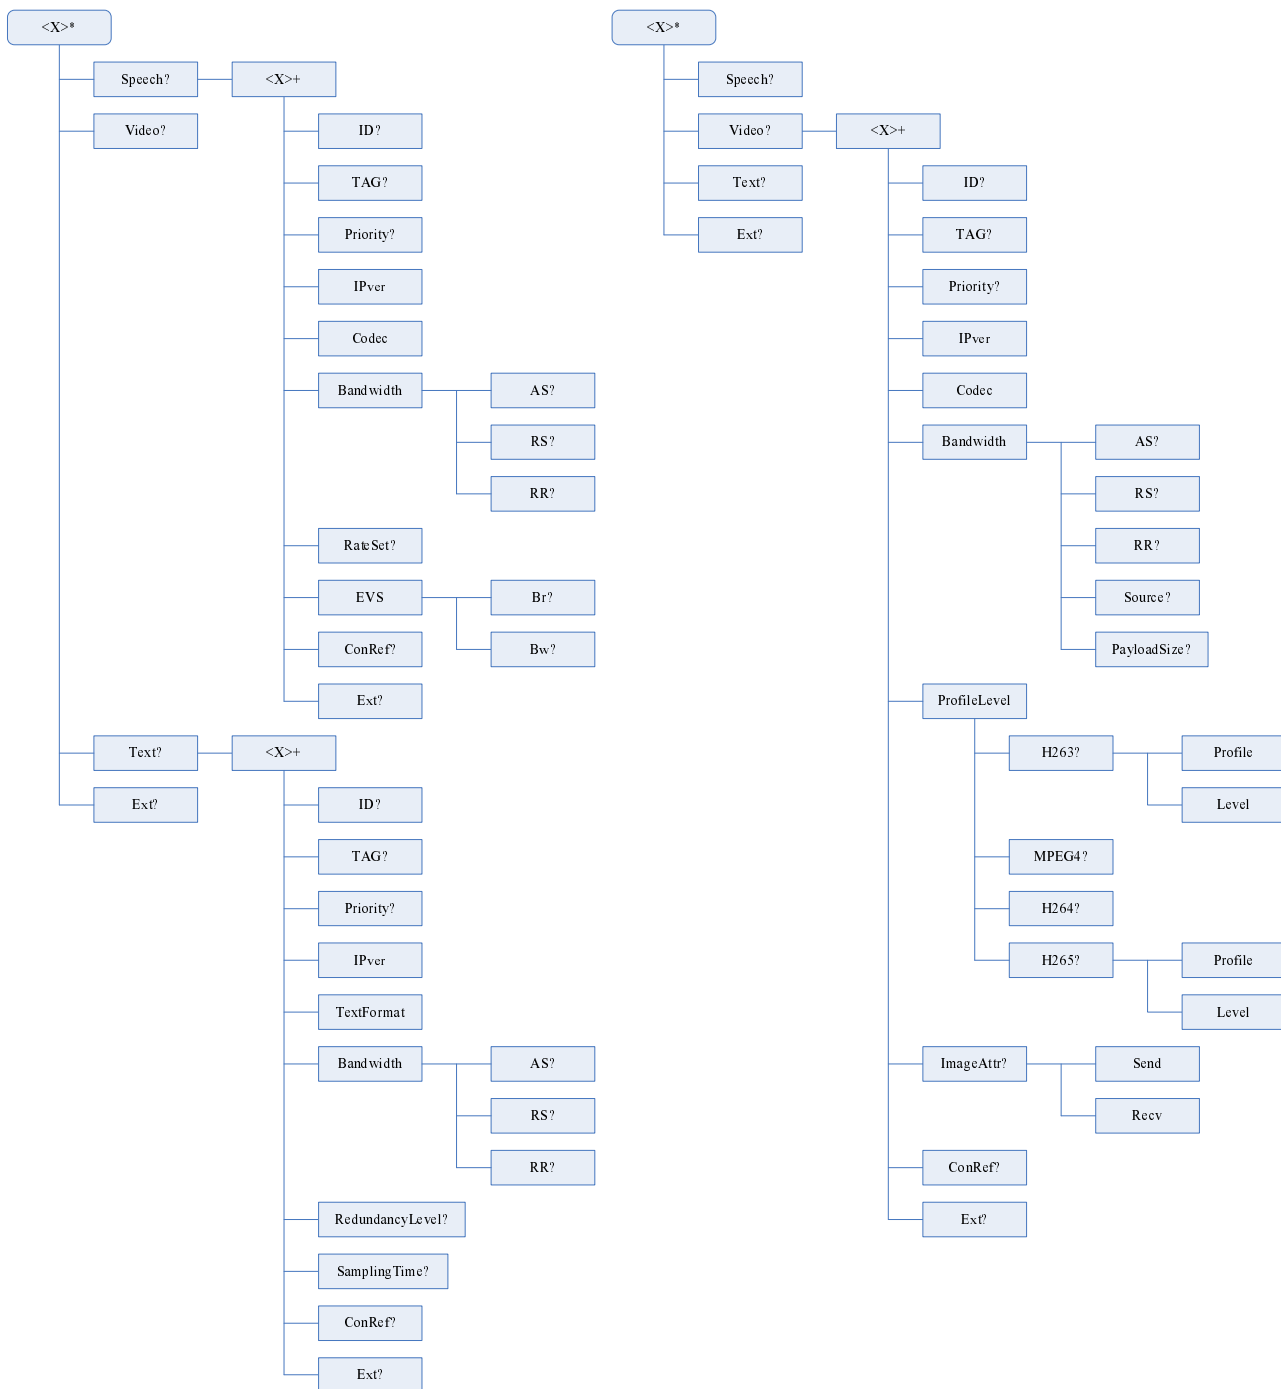 <X>*
Speech?
<X>+
Video?
ID?
TAG?
Priority?
IPver
Codec
Bandwidth
AS?
RS?
RR?
RateSet?
EVS
Br?
Bw?
ConRef?
Ext?
Text?
<X>+
Ext?
ID?
TAG?
Priority?
IPver
TextFormat
Bandwidth
AS?
RS?
RR?
RedundancyLevel?
SamplingTime?
ConRef?
Ext?
<X>*
Speech?
Video?
<X>+
Text?
Ext?
ID?
TAG?
Priority?
IPver
Codec
Bandwidth
AS?
RS?
RR?
Source?
PayloadSize?
ProfileLevel
H263?
Profile
Level
MPEG4?
H264?
H265?
Profile
Level
ImageAttr?
Send
Recv
ConRef?
Ext?